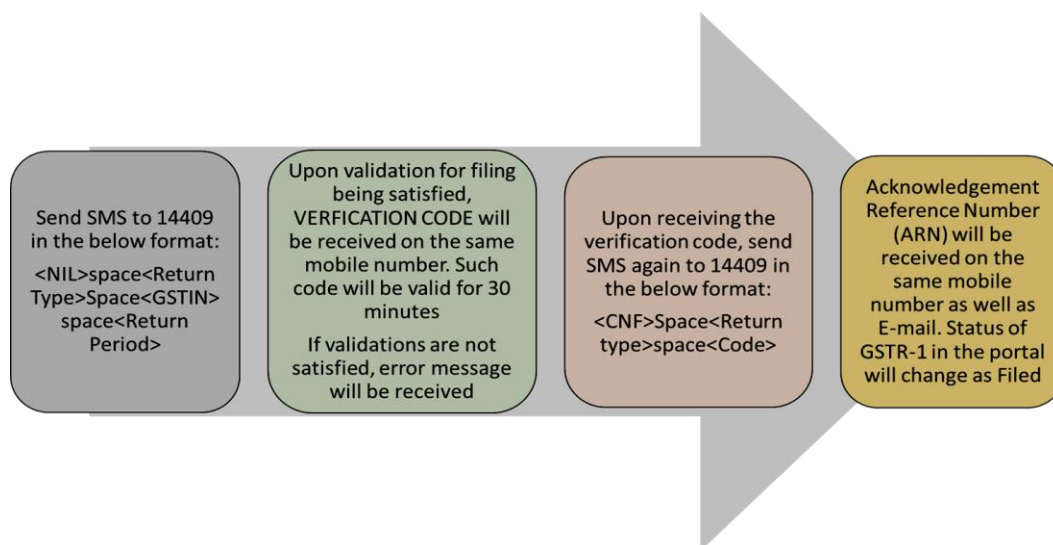 Send SMS to 14409
in the below format:
<NIL>space<Return
Type>Space<GSTIN>
space<Return
Period>
Upon validation for filing
being satisfied,
VERFICATION CODE will
be received on the same
mobile number. Such
code will be valid for 30
minutes
If validations are not
satisfied, error message
will be received
Upon receiving the
verification code, send
SMS again to 14409 in
the below format:
<CNF>Space<Return
type>space<Code>
Acknowledgement
Reference Number
(ARN) will be
received on the
same mobile
number as well as
E-mail. Status of
GSTR-1 in the portal
will change as Filed